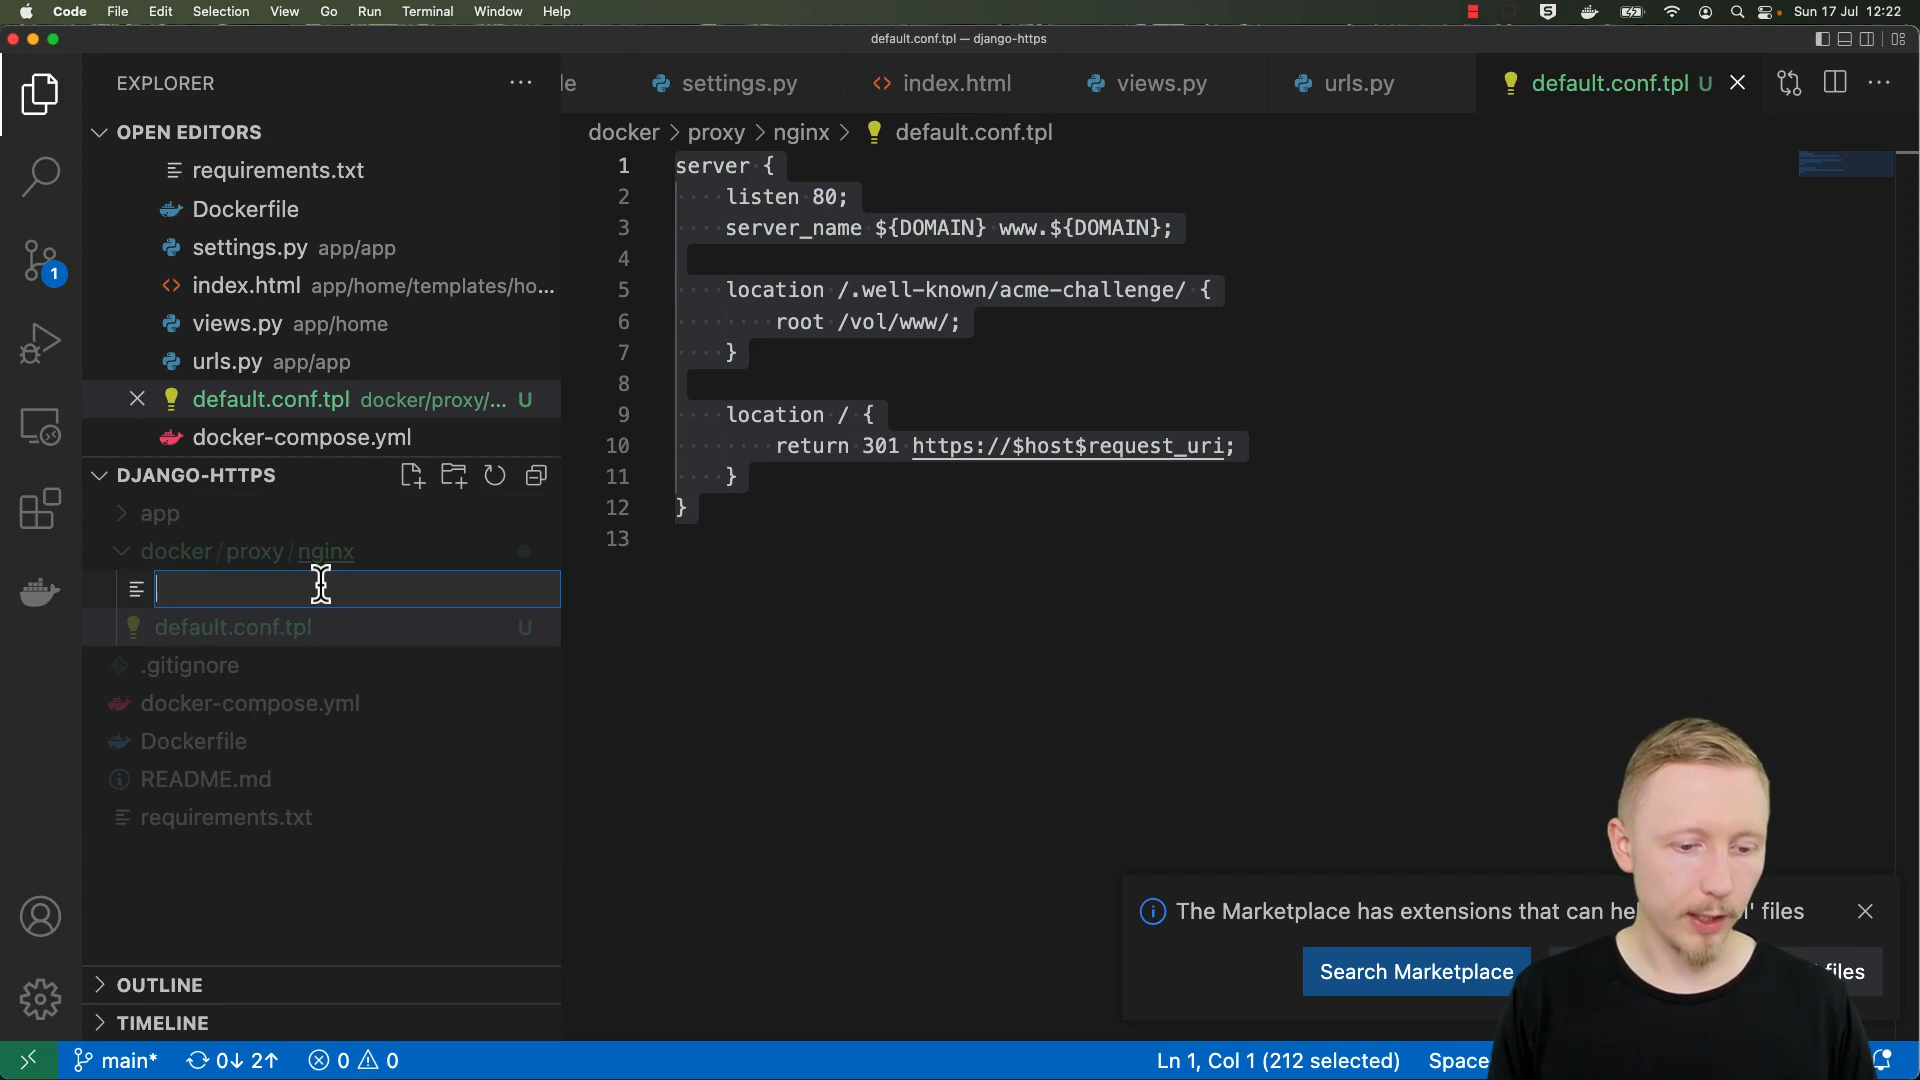 Code File Edit Selection View Go Run Terminal Window Help
Sun 17 Jul 12:22
default.conf.tpl — django-https
EXPLORER
settings.py
index.html
views.py
urls.py
default.conf.tpl U
OPEN EDITORS
requirements.txt
Dockerfile
settings.py app/app
index.html app/home/templates/ho...
views.py app/home
urls.py app/app
default.conf.tpl docker/proxy/... U
docker-compose.yml
DJANGO-HTTPS
app
docker / proxy / nginx
default.conf.tpl U
.gitignore
docker-compose.yml
Dockerfile
README.md
requirements.txt
OUTLINE
TIMELINE
1
docker > proxy > nginx > default.conf.tpl
1 server {
2 listen 80;
3 server_name ${DOMAIN} www.${DOMAIN};
4
5 location /.well-known/acme-challenge/ {
6 root /vol/www/;
7 }
8
9 location / {
10 return 301 https://$host$request_uri;
11 }
12 }
13
The Marketplace has extensions that can files
Search Marketplace
main* 0↓ 2↑ 0 0
Ln 1, Col 1 (212 selected)